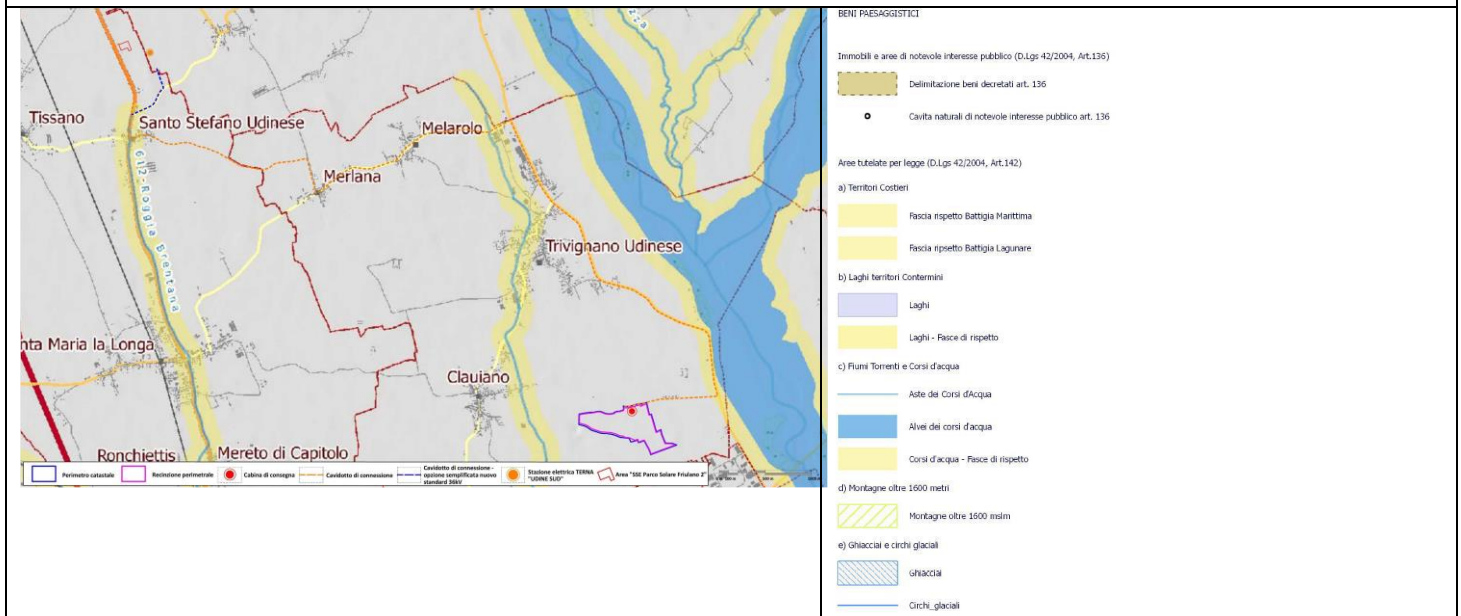 Tissano
Santo Stefano Udinese
Melarolo
612-Roggia Brentana
Merlana
Trivignano Udinese
nta Maria la Longa
Clauiano
Ronchiettis
Mereto di Capitolo
Perimetro catastale
Recinzione perimetrale
Cabina di consegna
Cavidotto di connessione
Cavidotto di connessione - opzione semplificata nuovo standard 36kV
Stazione elettrica TERNA "UDINE SUD"
Area "SSE Parco Solare Friulano 2"
BENI PAESAGGISTICI
Immobili e aree di notevole interesse pubblico (D.Lgs 42/2004, Art.136)
Delimitazione beni decretati art. 136
Cavita naturali di notevole interesse pubblico art. 136
Aree tutelate per legge (D.Lgs 42/2004, Art.142)
a) Territori Costieri
Fascia rispetto Battigia Marittima
Fascia ripsetto Battigia Lagunare
b) Laghi territori Contermini
Laghi
Laghi - Fasce di rispetto
c) Fiumi Torrenti e Corsi d'acqua
Aste dei Corsi d'Acqua
Alvei dei corsi d'acqua
Corsi d'acqua - Fasce di rispetto
d) Montagne oltre 1600 metri
Montagne oltre 1600 mslm
e) Ghiacciai e circhi glaciali
Ghiacciai
Circhi_glaciali